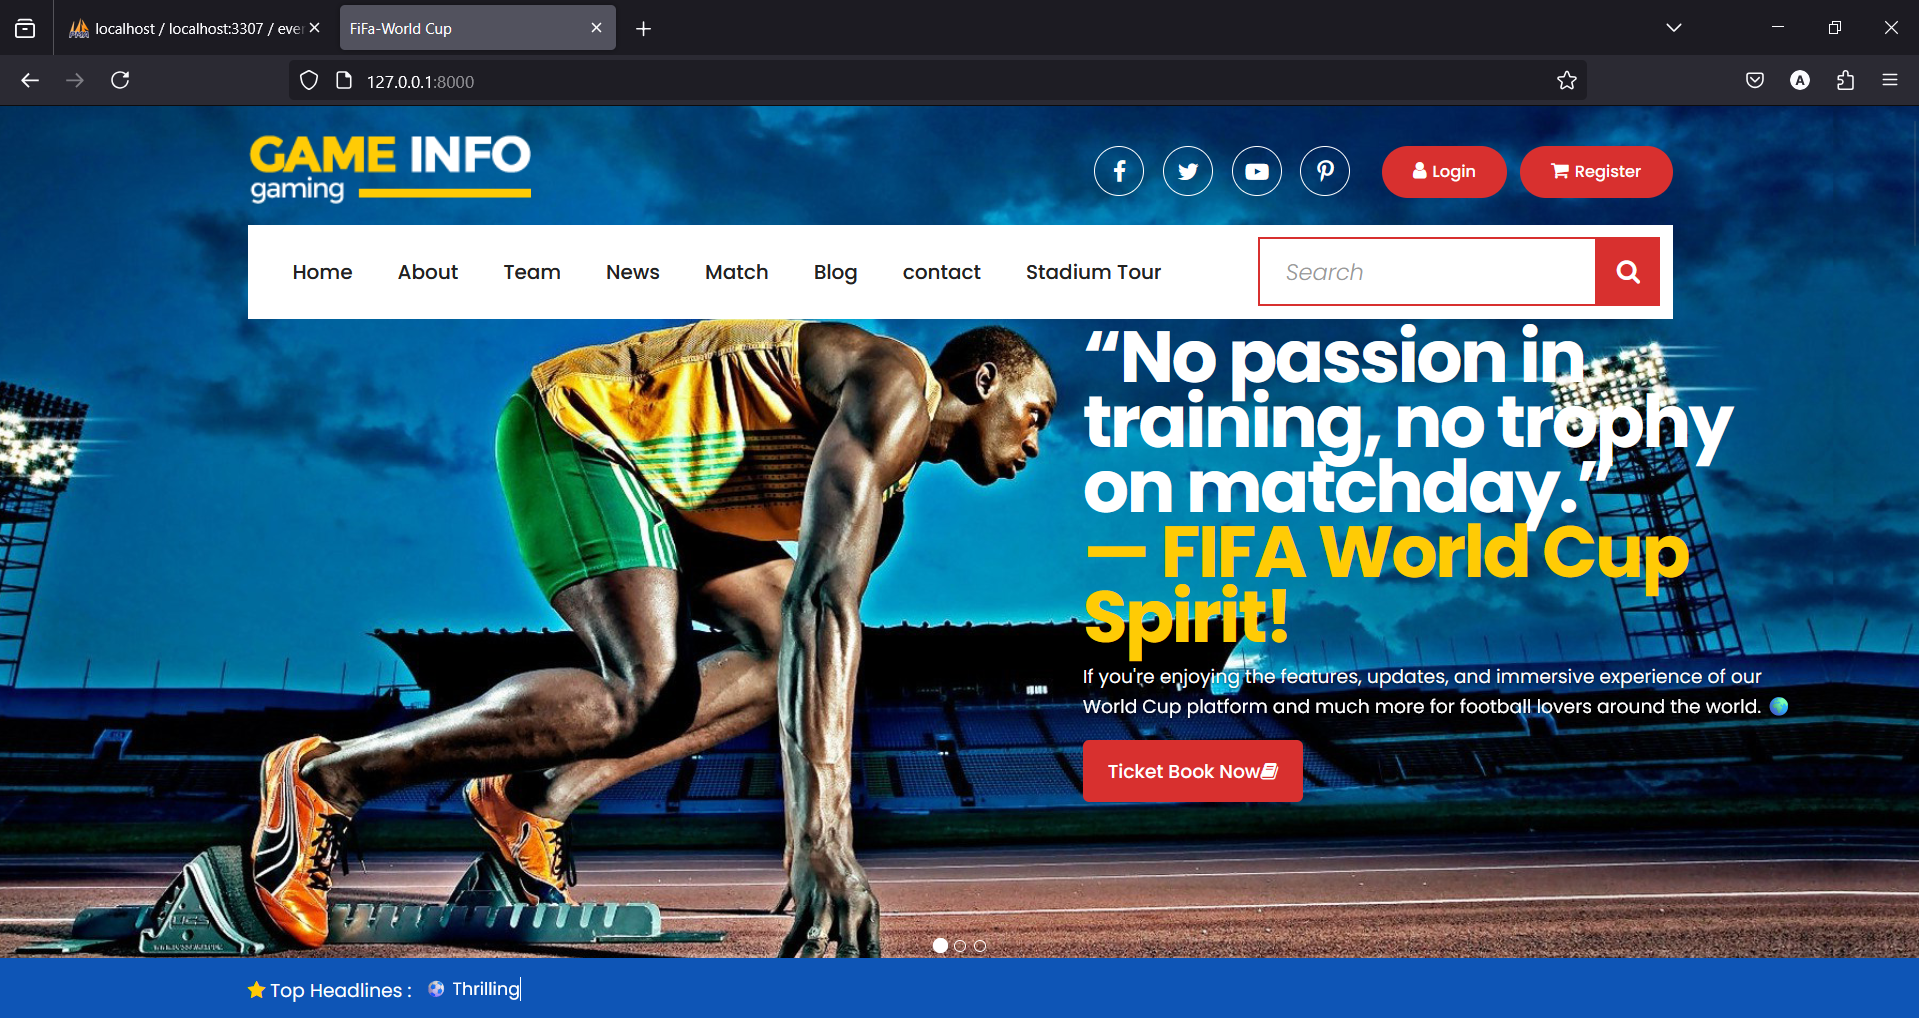 localhost / localhost:3307 / eve
FiFa-World Cup
127.0.0.1:8000
GAME INFO
gaming
Login
Register
Home
About
Team
News
Match
Blog
contact
Stadium Tour
Search
“No passion in
training, no trophy
on matchday.”
— FIFA World Cup
Spirit!
If you're enjoying the features, updates, and immersive experience of our
World Cup platform and much more for football lovers around the world. 🌍
Ticket Book Now
Top Headlines :
⚽ Thrilling